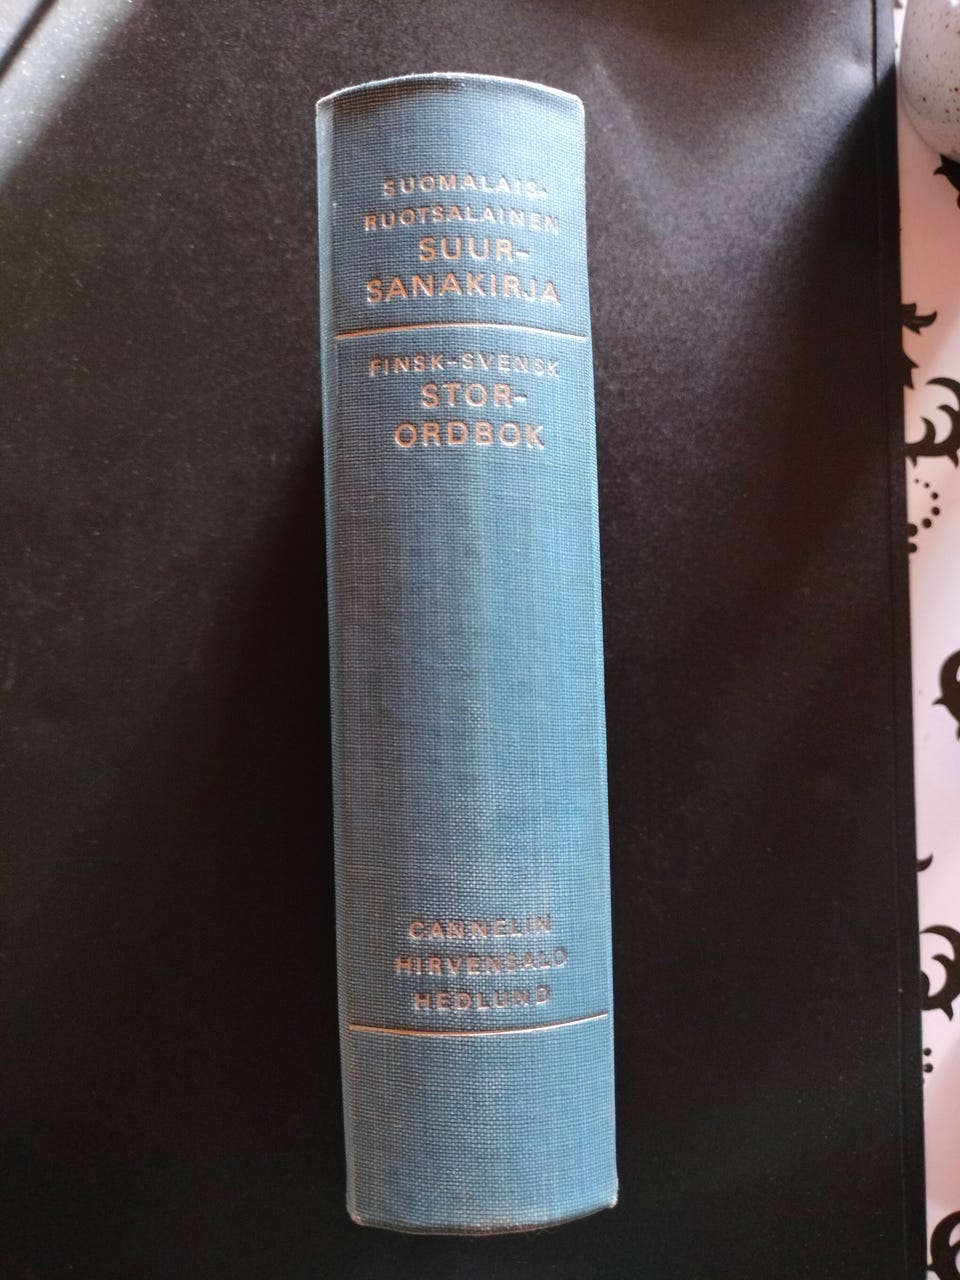 SUOMALAIS-
RUOTSALAINEN
SUUR-
SANAKIRJA
FINSK-SVENSK
STOR-
ORDBOK
CANNELIN
HIRVENSALO
HEDLUND